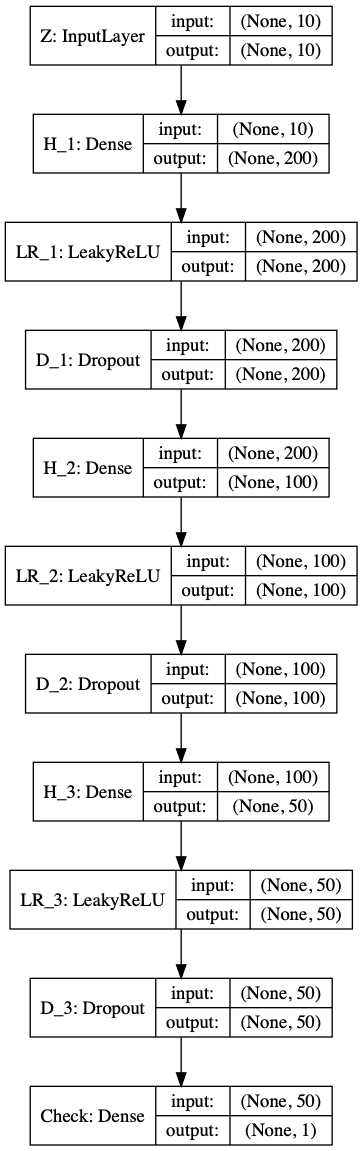 Z: InputLayer
input: (None, 10)
output: (None, 10)
H_1: Dense
input: (None, 10)
output: (None, 200)
LR_1: LeakyReLU
input: (None, 200)
output: (None, 200)
D_1: Dropout
input: (None, 200)
output: (None, 200)
H_2: Dense
input: (None, 200)
output: (None, 100)
LR_2: LeakyReLU
input: (None, 100)
output: (None, 100)
D_2: Dropout
input: (None, 100)
output: (None, 100)
H_3: Dense
input: (None, 100)
output: (None, 50)
LR_3: LeakyReLU
input: (None, 50)
output: (None, 50)
D_3: Dropout
input: (None, 50)
output: (None, 50)
Check: Dense
input: (None, 50)
output: (None, 1)